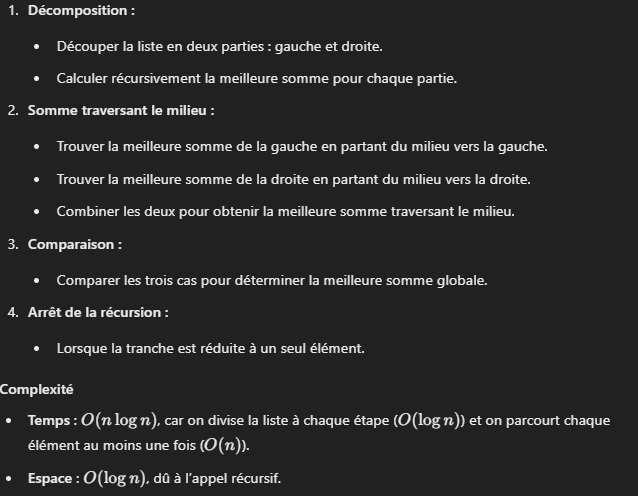 1. Décomposition :
• Découper la liste en deux parties : gauche et droite.
• Calculer récursivement la meilleure somme pour chaque partie.
2. Somme traversant le milieu :
• Trouver la meilleure somme de la gauche en partant du milieu vers la gauche.
• Trouver la meilleure somme de la droite en partant du milieu vers la droite.
• Combiner les deux pour obtenir la meilleure somme traversant le milieu.
3. Comparaison :
• Comparer les trois cas pour déterminer la meilleure somme globale.
4. Arrêt de la récursion :
• Lorsque la tranche est réduite à un seul élément.
Complexité
• Temps : O(n log n), car on divise la liste à chaque étape (O(log n)) et on parcourt chaque
élément au moins une fois (O(n)).
• Espace : O(log n), dû à l'appel récursif.